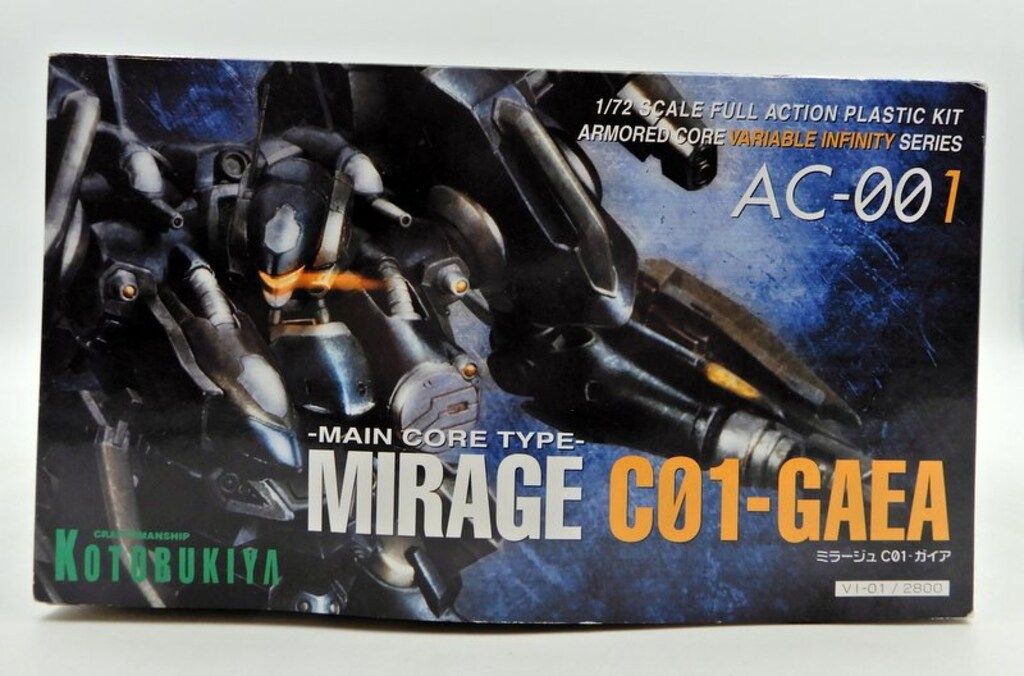 1/72 SCALE FULL ACTION PLASTIC KIT
ARMORED CORE VARIABLE INFINITY SERIES
AC-001
-MAIN CORE TYPE-
MIRAGE C01-GAEA
ミラージュ C01-ガイア
CRAFTSMANSHIP
KOTOBUKIYA
VI-01/2800